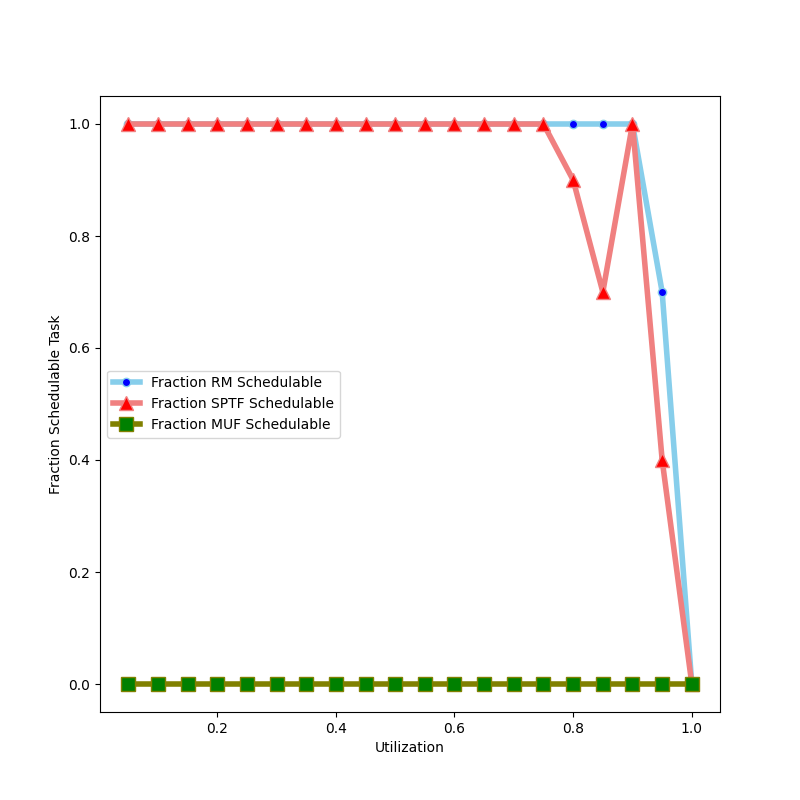 1.0
0.8
0.6
0.4
0.2
0.0
Fraction Schedulable Task
Fraction RM Schedulable
Fraction SPTF Schedulable
Fraction MUF Schedulable
0.2 0.4 0.6 0.8 1.0
Utilization